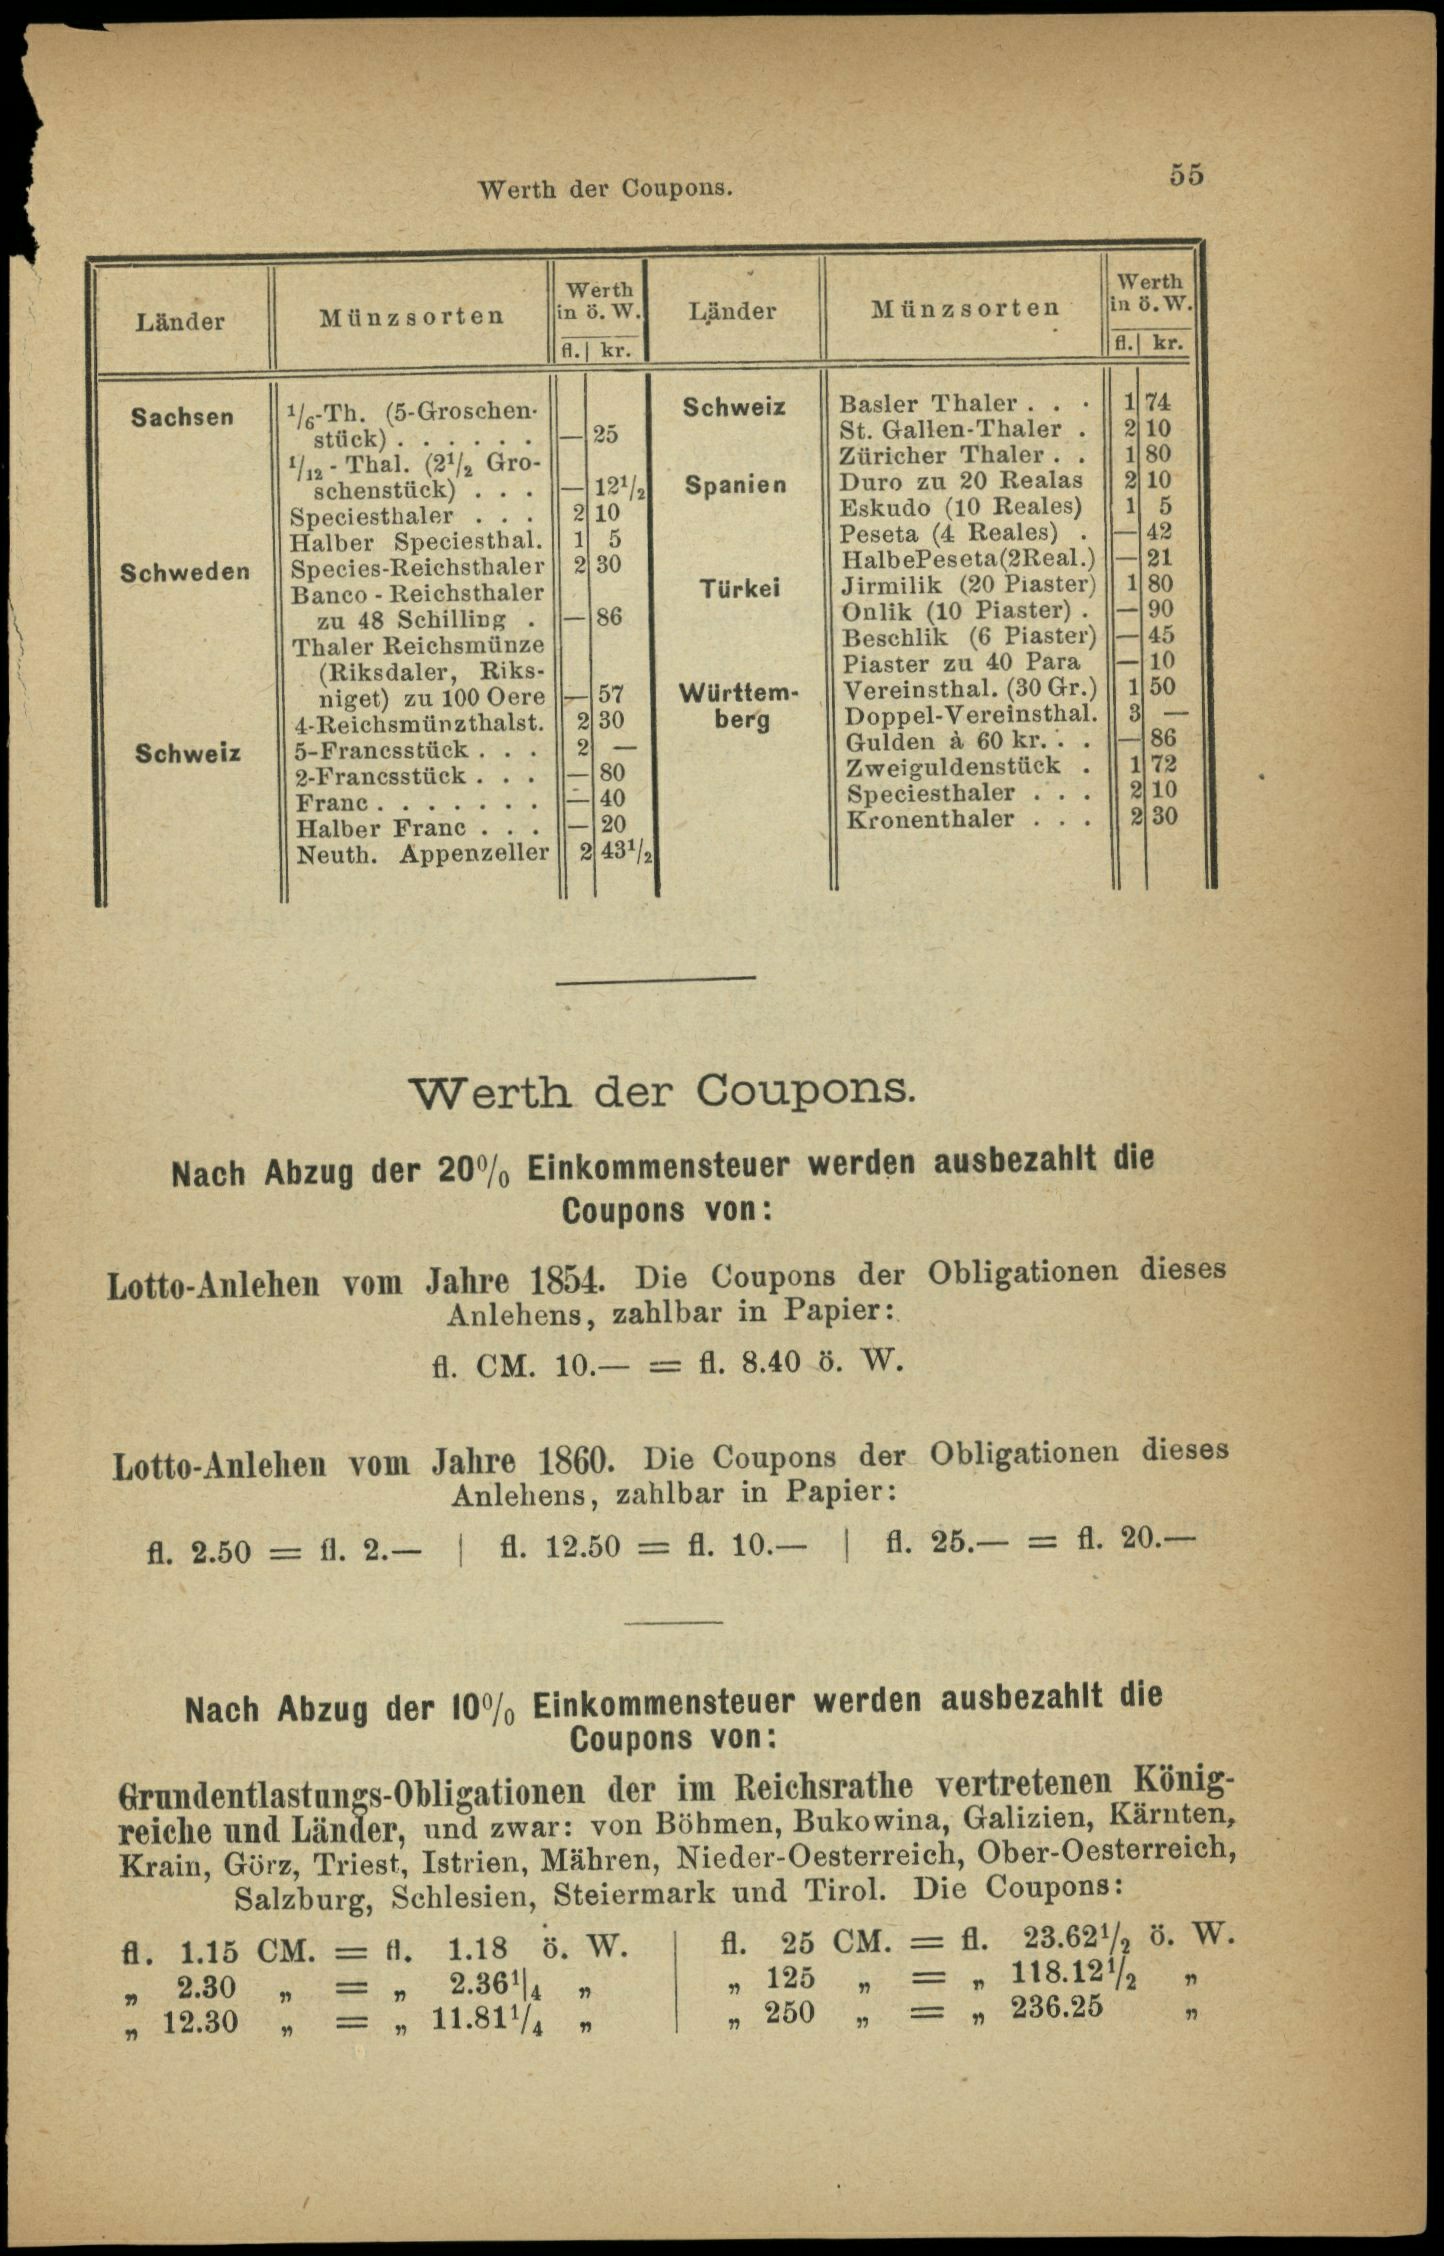 Werth der Coupons.
55
Länder
Münzsorten
Werth
in ö. W.
fl. | kr.
Sachsen
1/6-Th. (5-Groschen-
stück) . . . . . . — 25
1/12 - Thal. (2 1/2 Gro-
schenstück) . . . — 12 1/2
Speciesthaler . . . 2 10
Halber Speciesthal. 1 5
Schweden Species-Reichsthaler 2 30
Banco - Reichsthaler
zu 48 Schilling . — 86
Thaler Reichsmünze
(Riksdaler, Riks-
niget) zu 100 Oere — 57
4-Reichsmünzthalst. 2 30
Schweiz 5-Francsstück . . . 2 —
2-Francsstück . . . — 80
Franc . . . . . . . — 40
Halber Franc . . . — 20
Neuth. Appenzeller 2 43 1/2
Länder
Münzsorten
Werth
in ö. W.
fl. | kr.
Schweiz Basler Thaler . . . 1 74
St. Gallen-Thaler . 2 10
Züricher Thaler . . 1 80
Spanien Duro zu 20 Realas 2 10
Eskudo (10 Reales) 1 5
Peseta (4 Reales) . — 42
Halbe Peseta (2 Real.) — 21
Türkei Jirmilik (20 Piaster) 1 80
Onlik (10 Piaster) . — 90
Beschlik (6 Piaster) — 45
Piaster zu 40 Para — 10
Württem- Vereinsthal. (30 Gr.) 1 50
berg Doppel-Vereinsthal. 3 —
Gulden à 60 kr. . . — 86
Zweiguldenstück . 1 72
Speciesthaler . . . 2 10
Kronenthaler . . . 2 30
Werth der Coupons.
Nach Abzug der 20% Einkommensteuer werden ausbezahlt die
Coupons von:
Lotto-Anlehen vom Jahre 1854. Die Coupons der Obligationen dieses
Anlehens, zahlbar in Papier:
fl. CM. 10.— = fl. 8.40 ö. W.
Lotto-Anlehen vom Jahre 1860. Die Coupons der Obligationen dieses
Anlehens, zahlbar in Papier:
fl. 2.50 = fl. 2.— | fl. 12.50 = fl. 10.— | fl. 25.— = fl. 20.—
Nach Abzug der 10% Einkommensteuer werden ausbezahlt die
Coupons von:
Grundentlastungs-Obligationen der im Reichsrathe vertretenen König-
reiche und Länder, und zwar: von Böhmen, Bukowina, Galizien, Kärnten,
Krain, Görz, Triest, Istrien, Mähren, Nieder-Oesterreich, Ober-Oesterreich,
Salzburg, Schlesien, Steiermark und Tirol. Die Coupons:
fl. 1.15 CM. = fl. 1.18 ö. W. | fl. 25 CM. = fl. 23.62 1/2 ö. W.
„ 2.30 „ = „ 2.36 1/4 „ | „ 125 „ = „ 118.12 1/2 „
„ 12.30 „ = „ 11.81 1/4 „ | „ 250 „ = „ 236.25 „